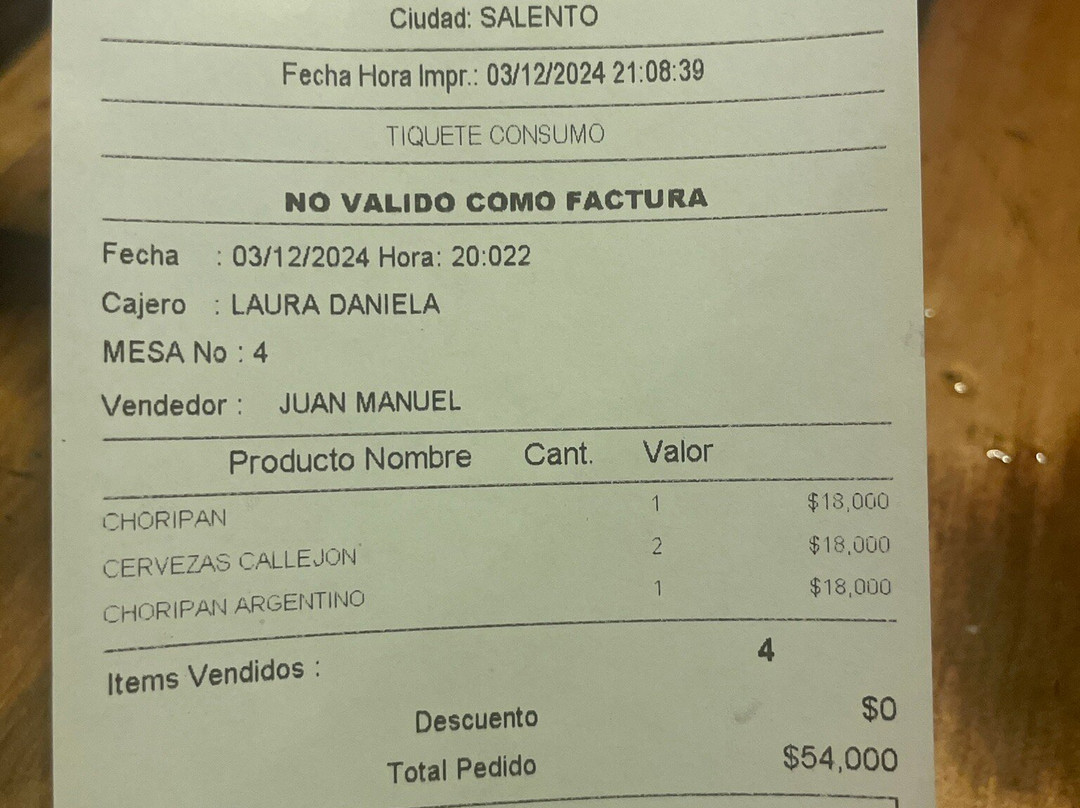 Ciudad: SALENTO
Fecha Hora Impr.: 03/12/2024 21:08:39
TIQUETE CONSUMO
NO VALIDO COMO FACTURA
Fecha : 03/12/2024 Hora: 20:022
Cajero : LAURA DANIELA
MESA No : 4
Vendedor : JUAN MANUEL
Producto Nombre Cant. Valor
CHORIPAN 1 $18,000
CERVEZAS CALLEJON 2 $18,000
CHORIPAN ARGENTINO 1 $18,000
Items Vendidos : 4
Descuento $0
Total Pedido $54,000